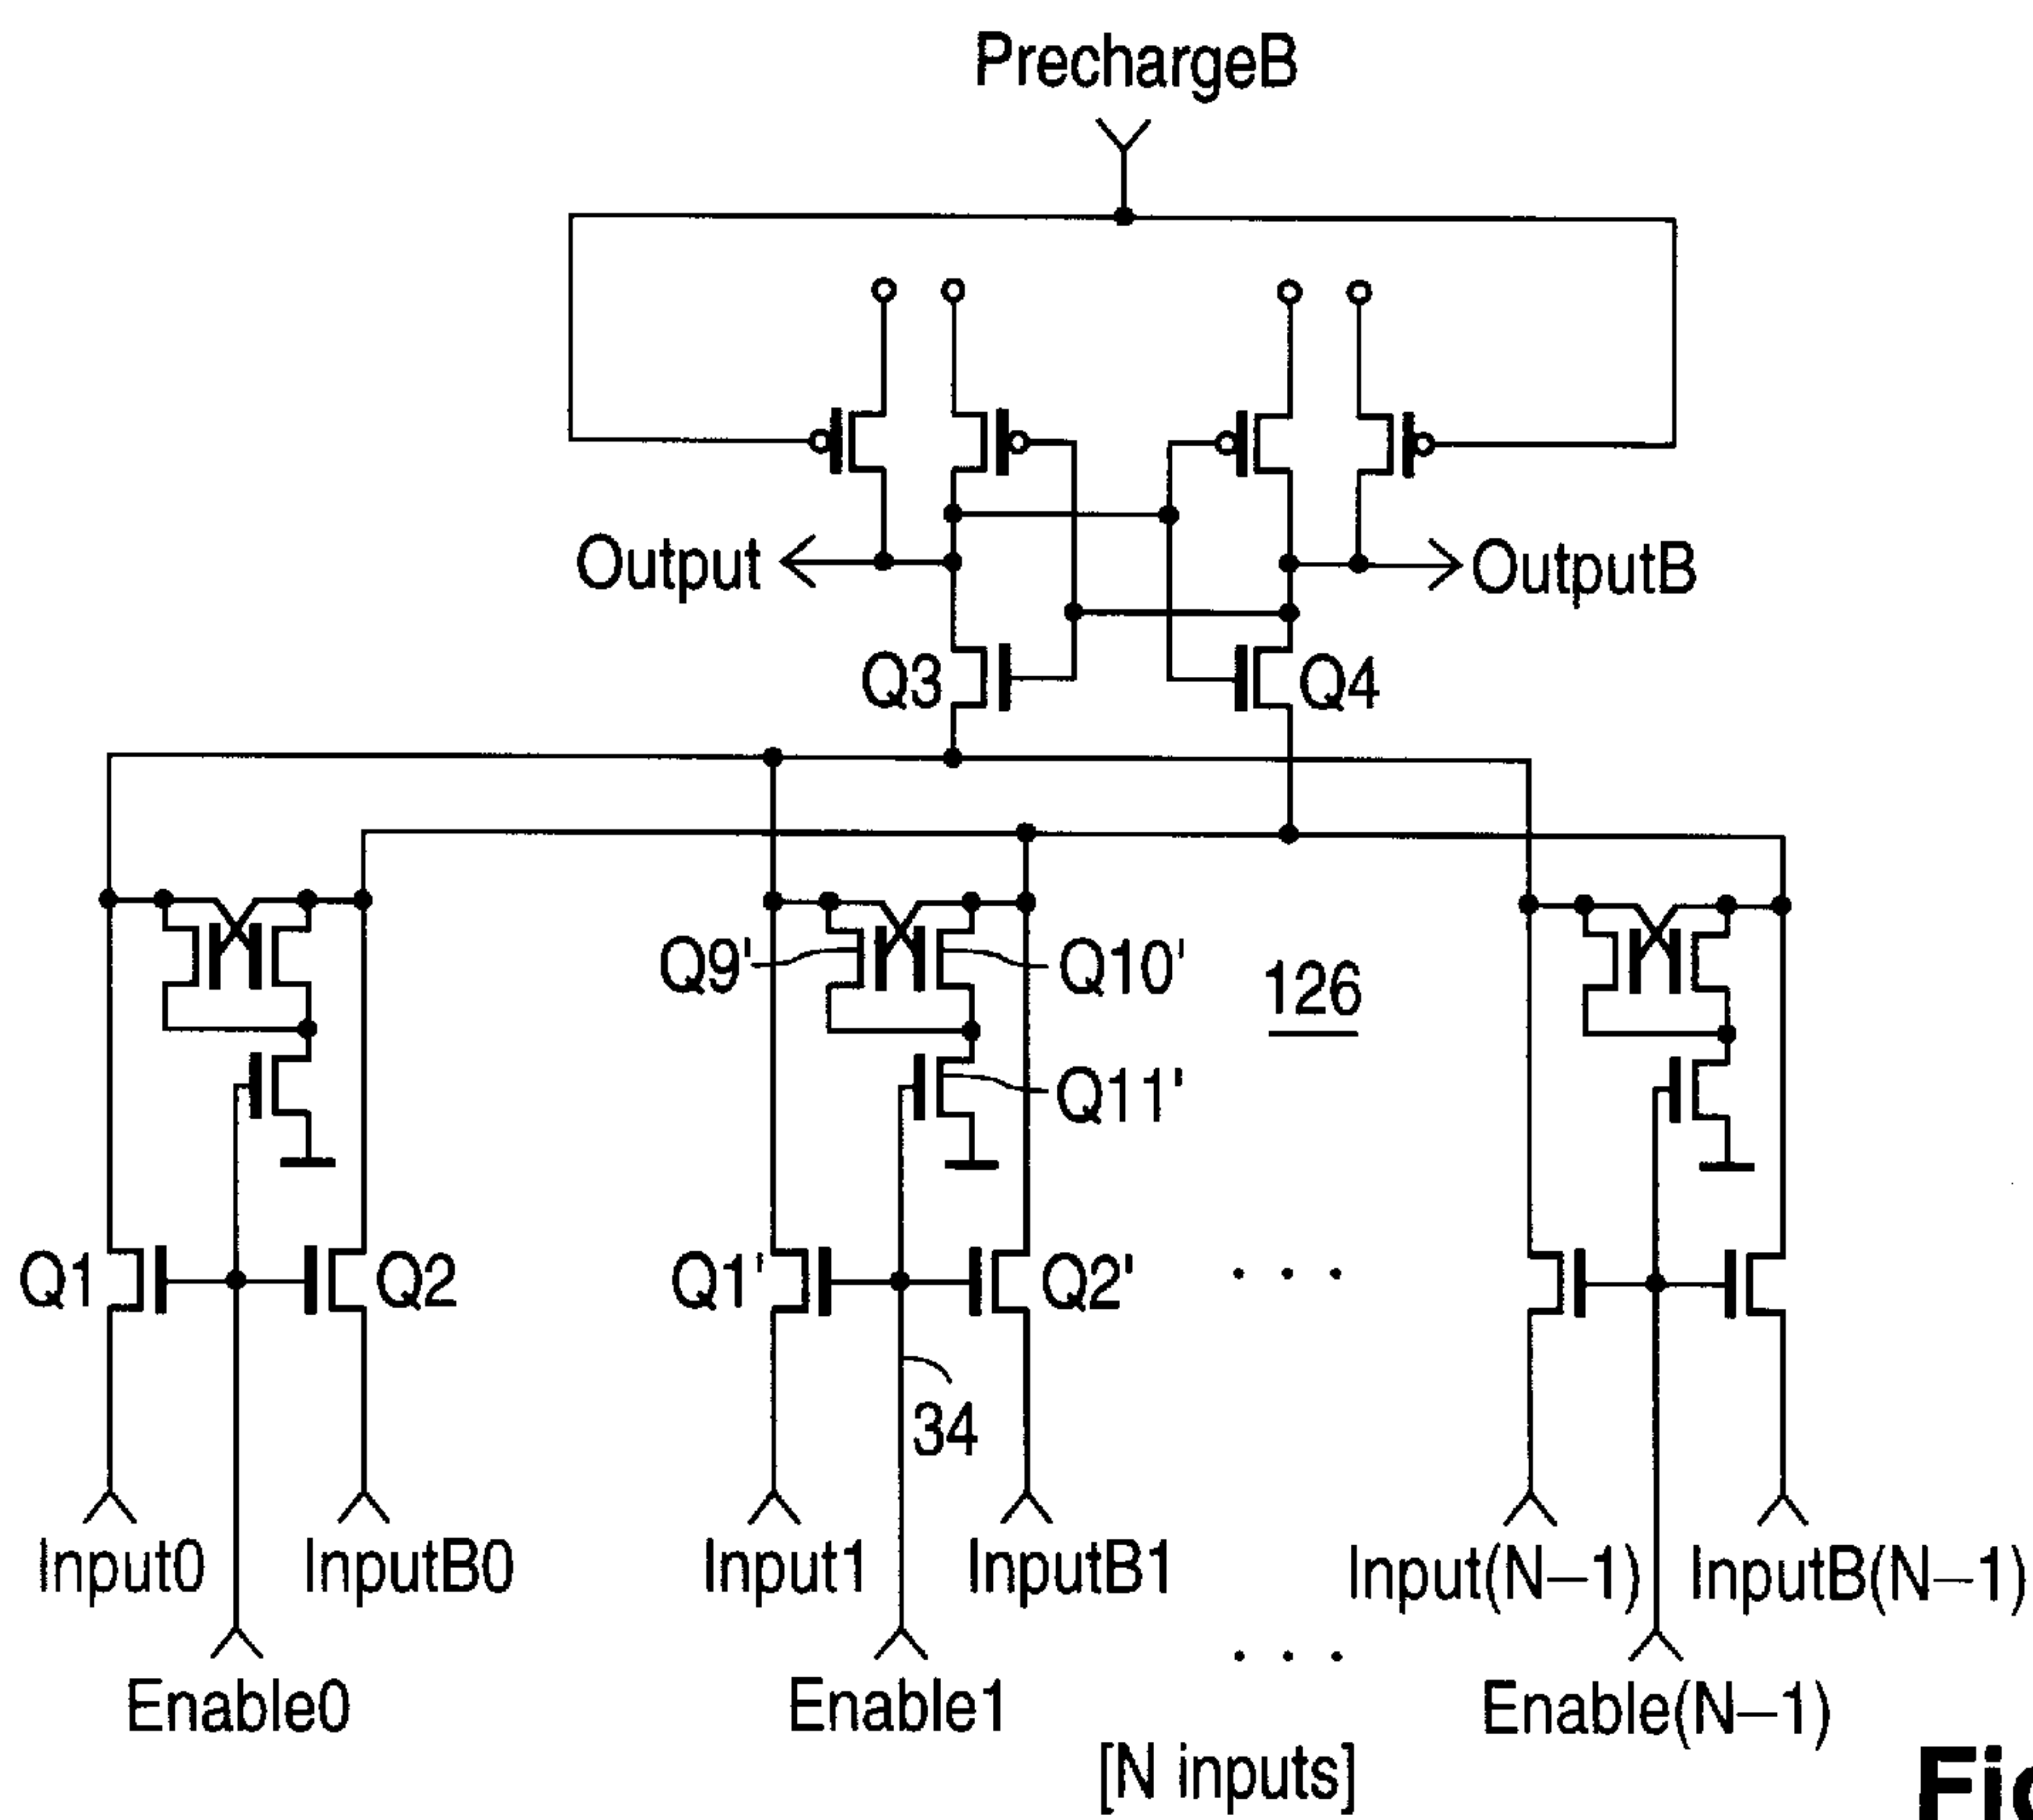 PrechargeB
Output
OutputB
Q3
Q4
Q9'
Q10'
126
Q11'
Q1
Q2
Q1'
Q2'
. . .
34
Input0
InputB0
Input1
InputB1
Input(N–1)
InputB(N–1)
Enable0
Enable1
. . .
Enable(N–1)
[N inputs]